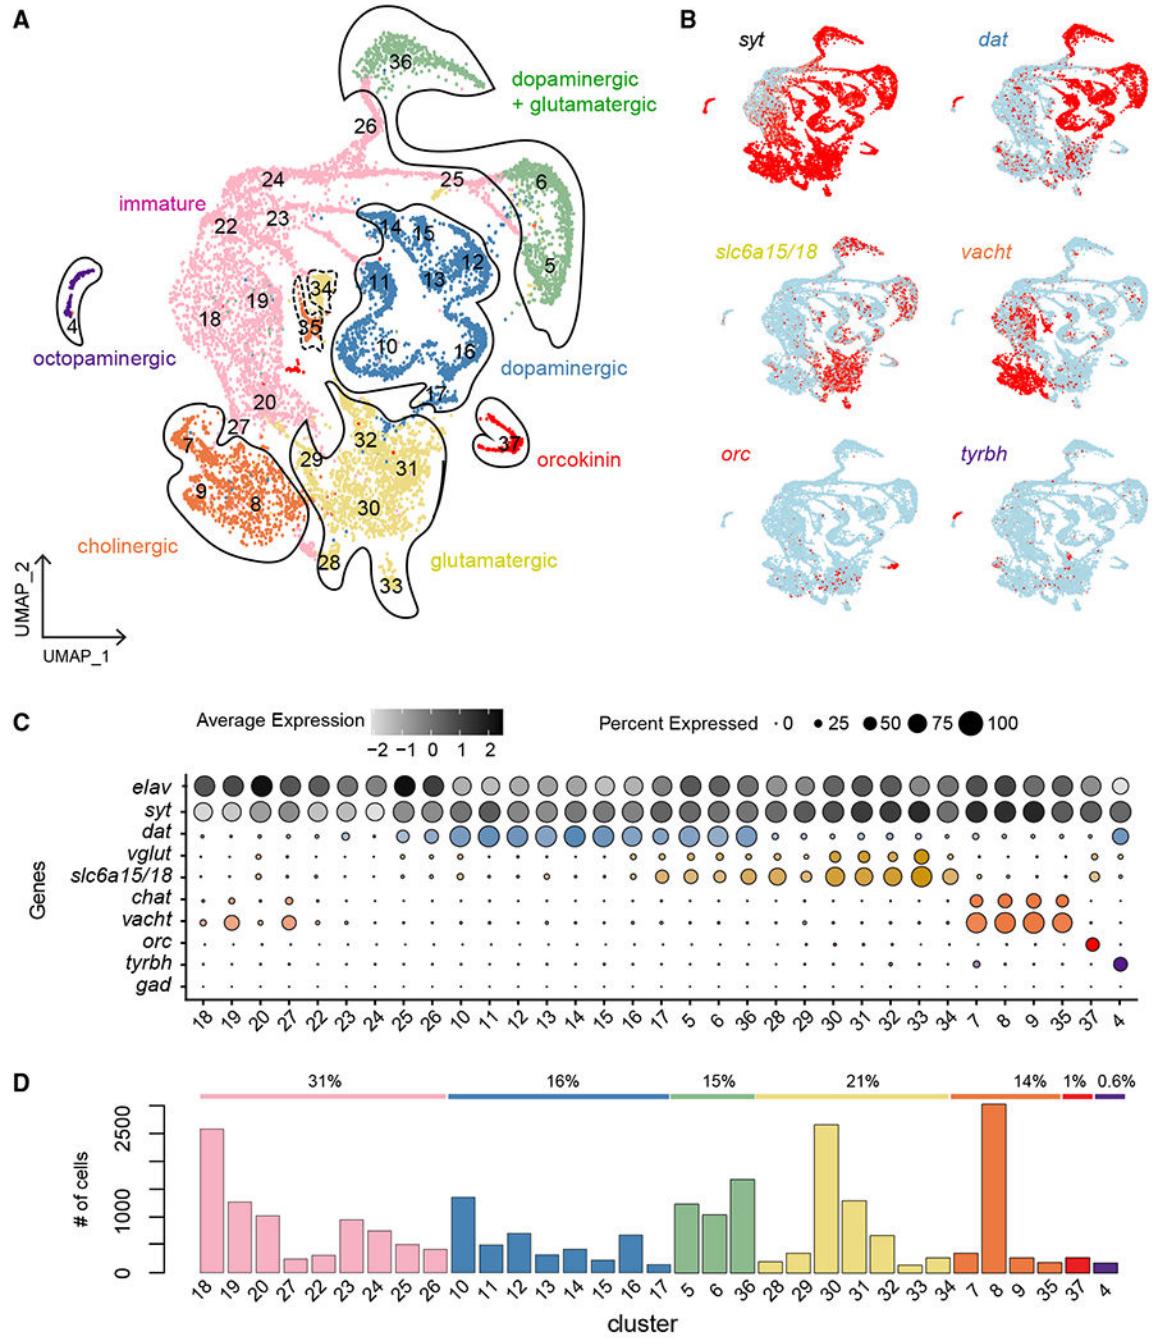 A
36
dopaminergic
+ glutamatergic
26
24
25
6
immature
22
23
14
15
12
13
11
5
19
34
18
35
4
10
16
octopaminergic
dopaminergic
20
17
27
7
32
37
29
31
orcokinin
9
8
30
cholinergic
28
glutamatergic
33
UMAP_2
UMAP_1
B
syt
dat
slc6a15/18
vacht
orc
tyrbh
C
Average Expression
−2 −1 0 1 2
Percent Expressed
0 25 50 75 100
Genes
elav
syt
dat
vglut
slc6a15/18
chat
vacht
orc
tyrbh
gad
18 19 20 27 22 23 24 25 26 10 11 12 13 14 15 16 17 5 6 36 28 29 30 31 32 33 34 7 8 9 35 37 4
D
31% 16% 15% 21% 14% 1% 0.6%
# of cells
2500
1000
0
18 19 20 27 22 23 24 25 26 10 11 12 13 14 15 16 17 5 6 36 28 29 30 31 32 33 34 7 8 9 35 37 4
cluster